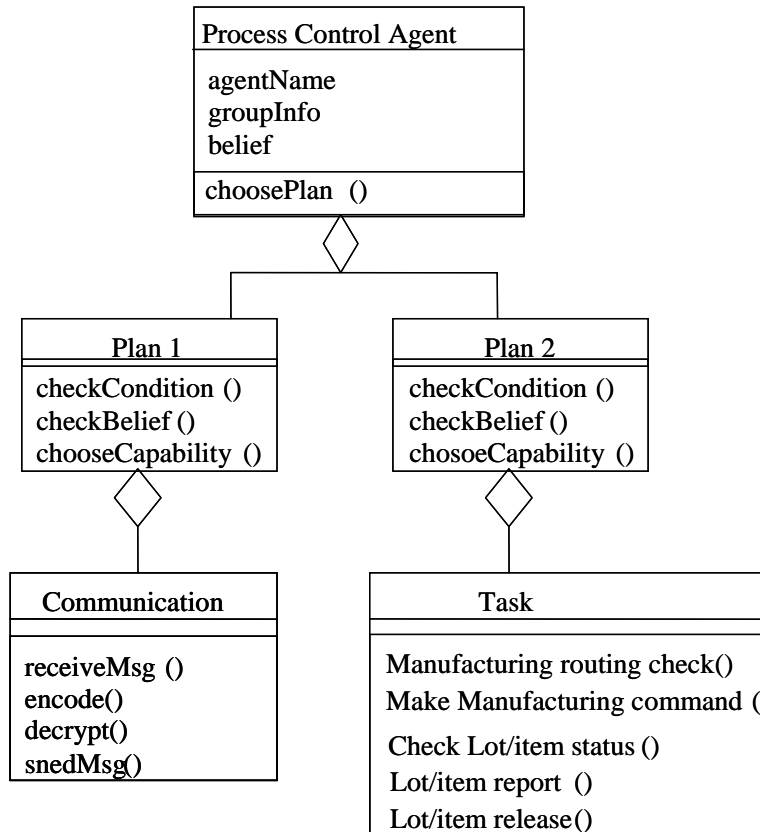 Process Control Agent
agentName
groupInfo
belief
choosePlan ()
Plan 1
checkCondition ()
checkBelief ()
chooseCapability ()
Plan 2
checkCondition ()
checkBelief ()
chosoeCapability ()
Communication
receiveMsg ()
encode()
decrypt()
snedMsg()
Task
Manufacturing routing check()
Make Manufacturing command (
Check Lot/item status ()
Lot/item report ()
Lot/item release()